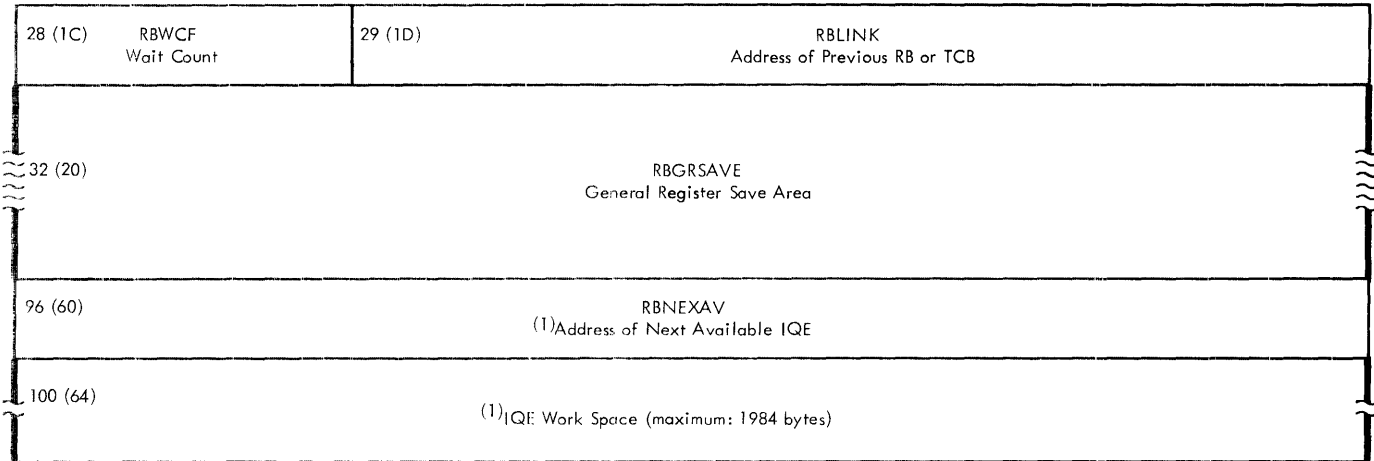 28 (1C) RBWCF
Wait Count
29 (1D) RBLINK
Address of Previous RB or TCB
32 (20) RBGRSAVE
General Register Save Area
96 (60) RBNEXAV
(1)Address of Next Available IQE
100 (64)
(1)IQE Work Space (maximum: 1984 bytes)